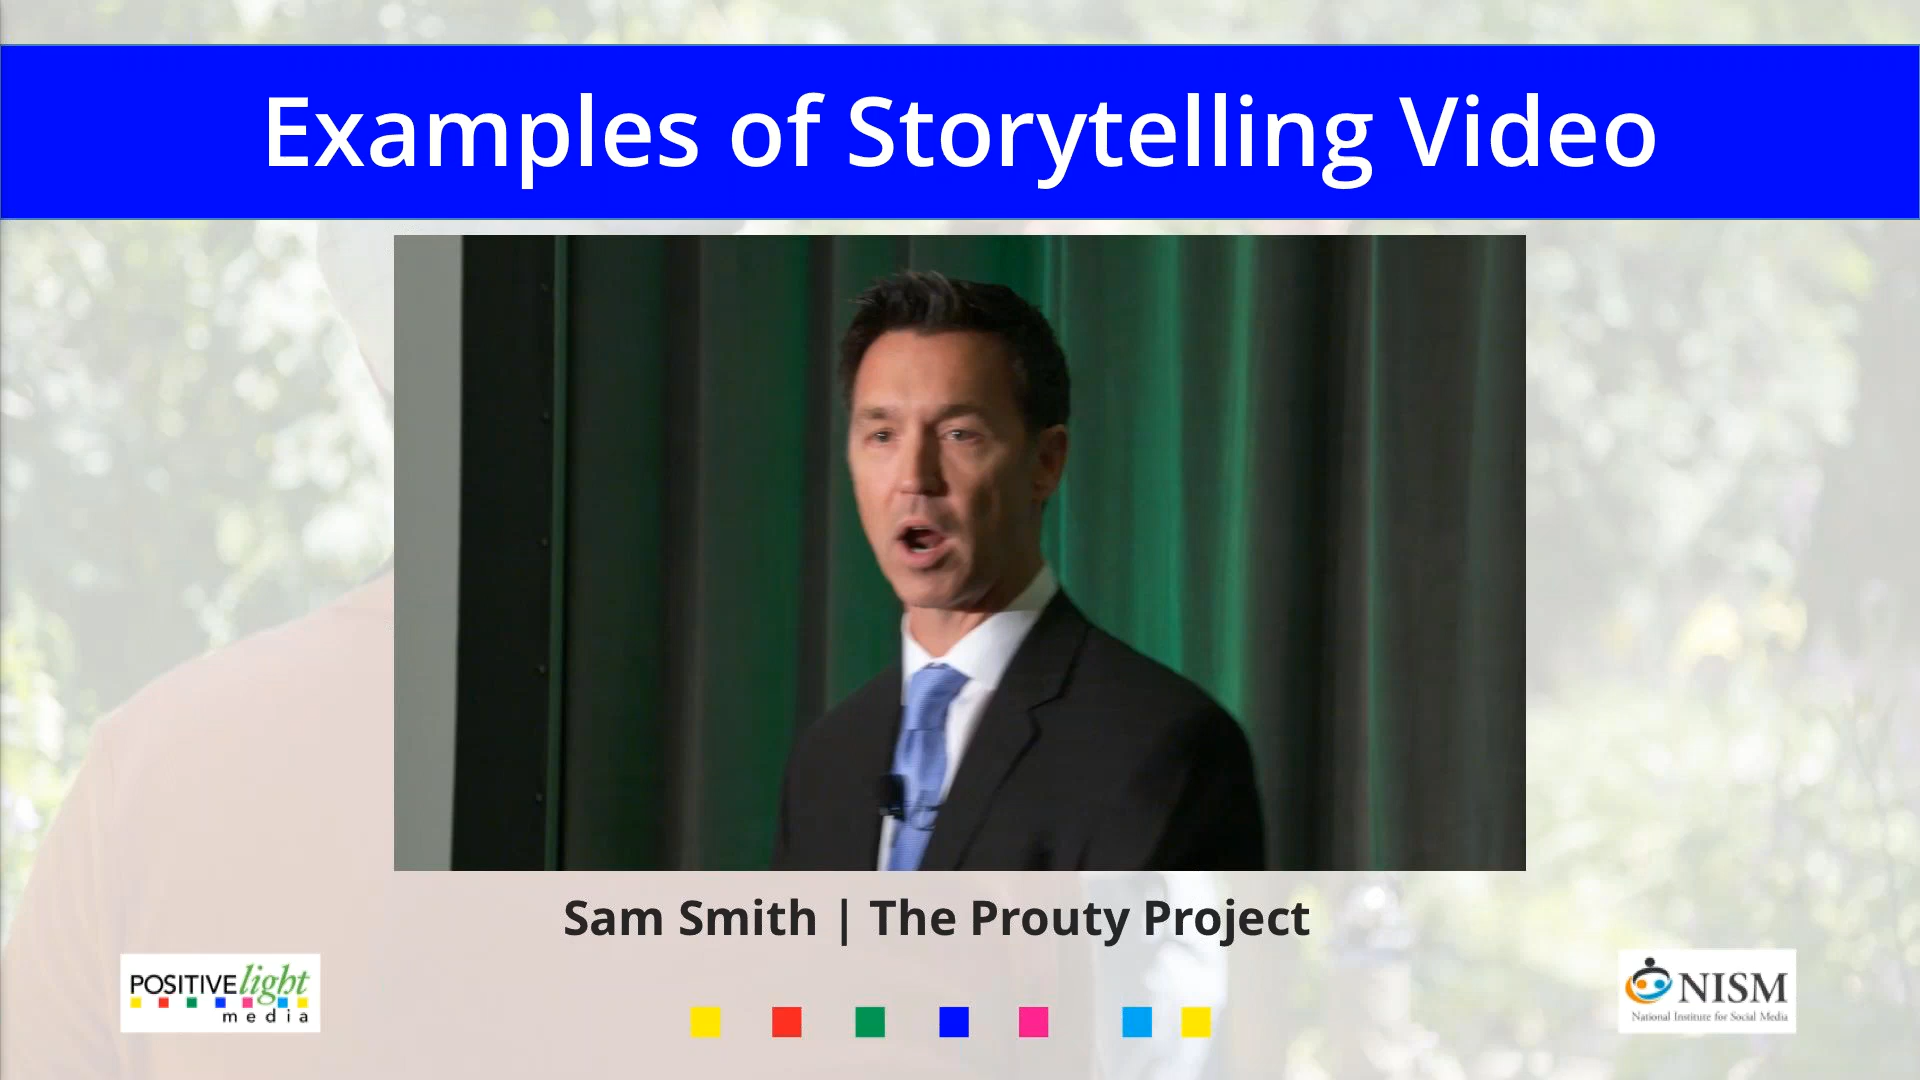 Examples of Storytelling Video
Sam Smith | The Prouty Project
POSITIVE light
media
NISM
National Institute for Social Media